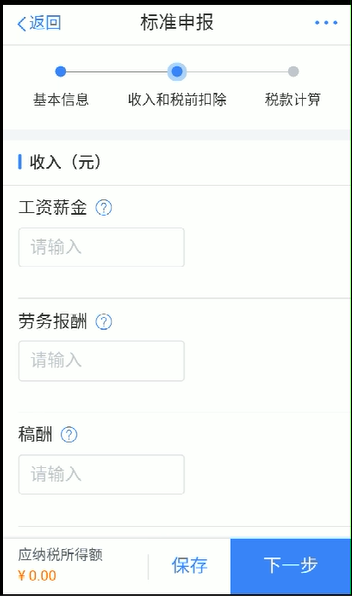 返回
标准申报
基本信息 收入和税前扣除 税款计算
收入（元）
工资薪金 ?
请输入
劳务报酬 ?
请输入
稿酬 ?
请输入
应纳税所得额
¥ 0.00
保存
下一步